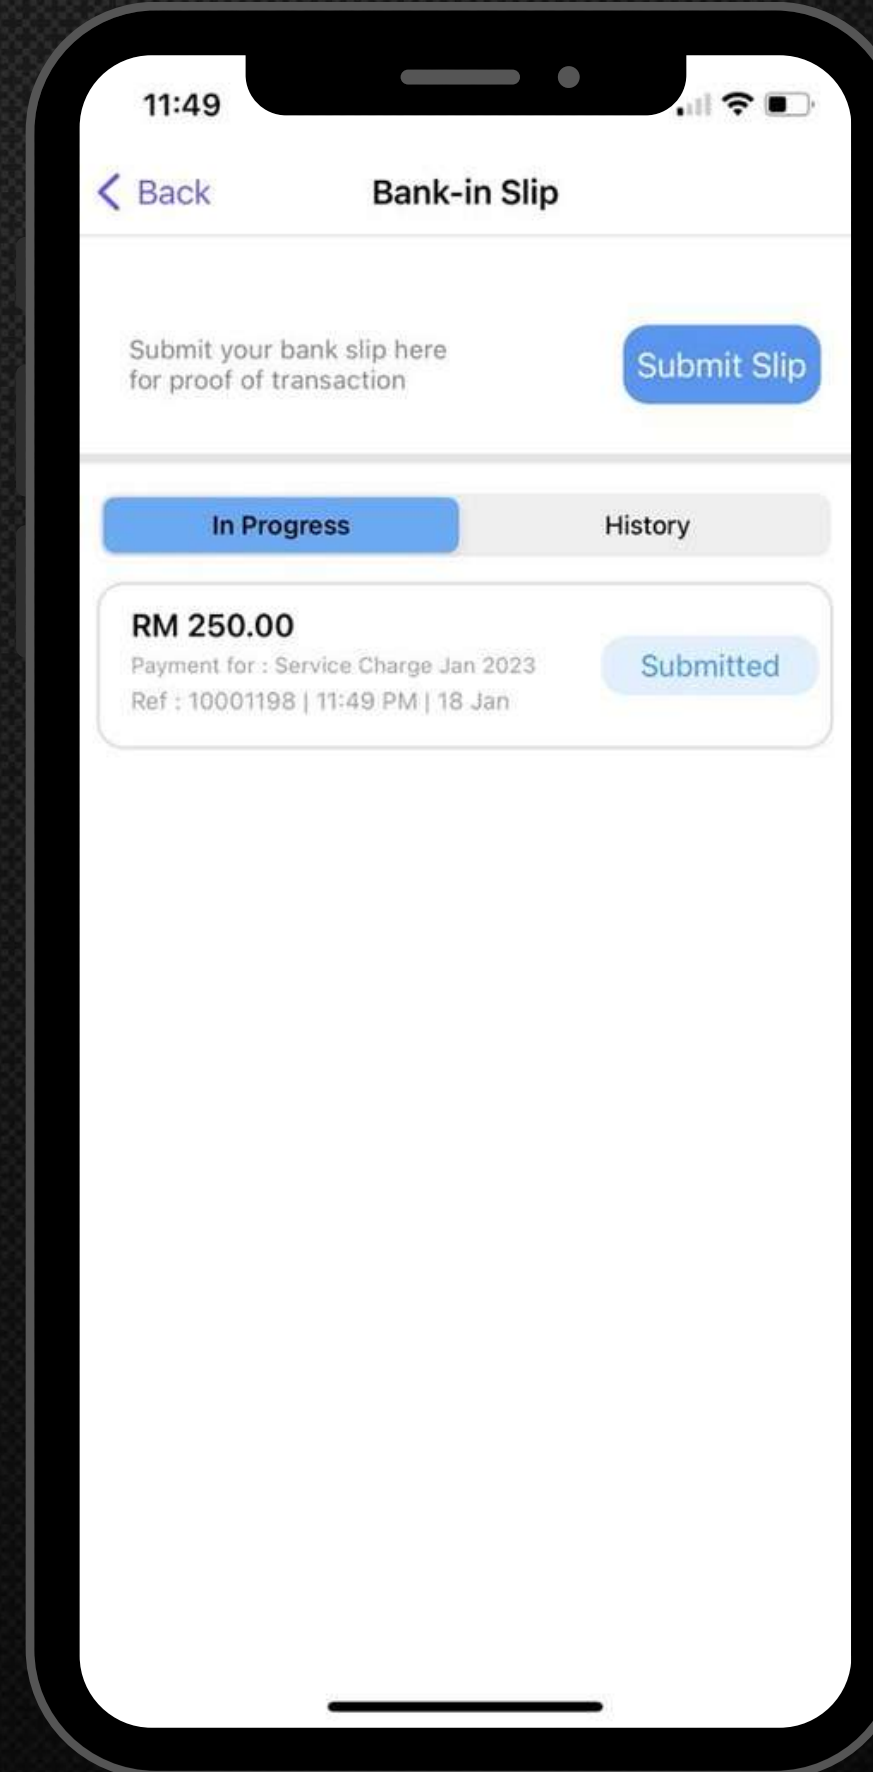 11:49
Back
Bank-in Slip
Submit your bank slip here
for proof of transaction
Submit Slip
In Progress
History
RM 250.00
Payment for : Service Charge Jan 2023
Ref : 10001198 | 11:49 PM | 18 Jan
Submitted